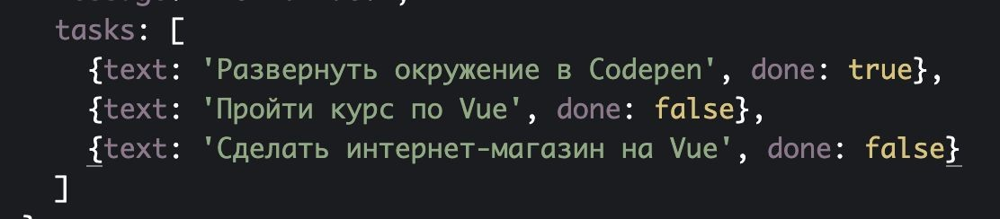 tasks: [
{text: 'Развернуть окружение в Codepen', done: true},
{text: 'Пройти курс по Vue', done: false},
{text: 'Сделать интернет-магазин на Vue', done: false}
]